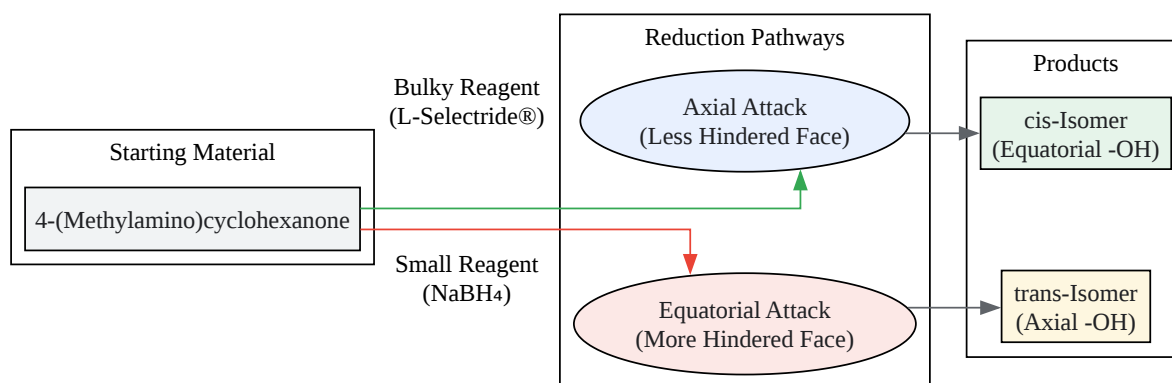 Starting Material
4-(Methylamino)cyclohexanone
Bulky Reagent
(L-Selectride®)
Small Reagent
(NaBH₄)
Reduction Pathways
Axial Attack
(Less Hindered Face)
Equatorial Attack
(More Hindered Face)
Products
cis-Isomer
(Equatorial -OH)
trans-Isomer
(Axial -OH)